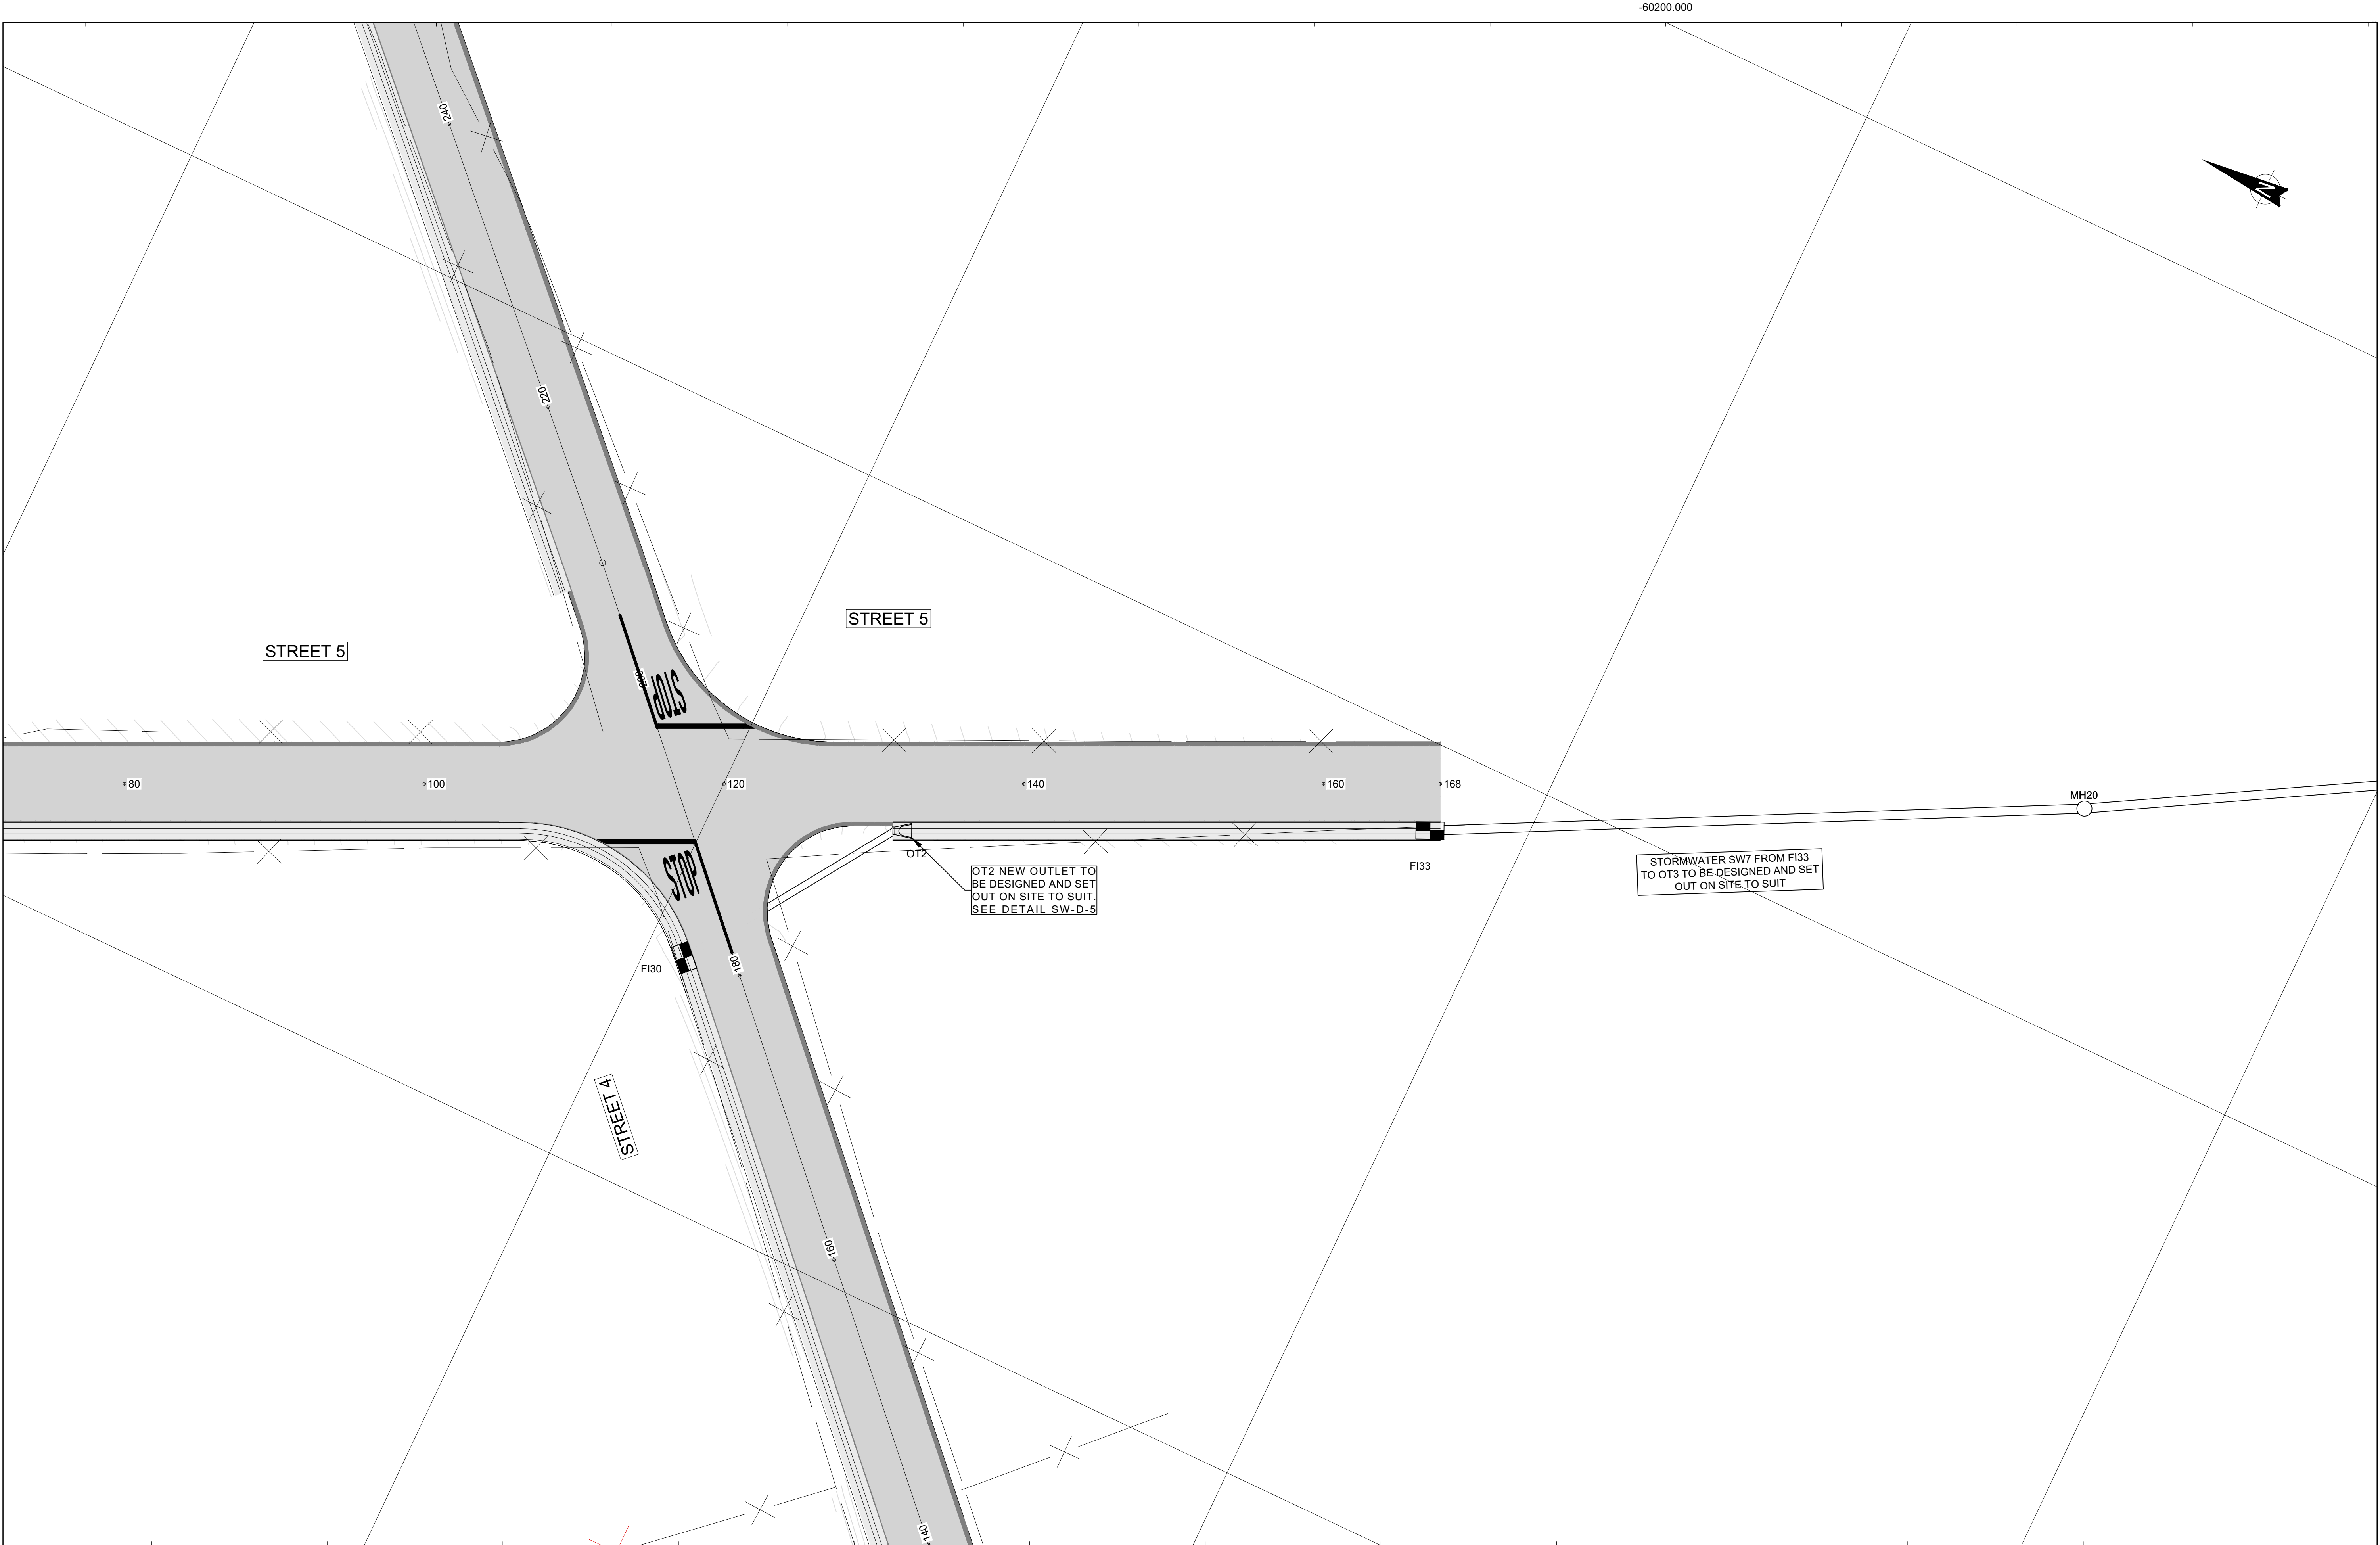 -60200.000
240
N
220
STREET 5
STREET 5
200
STOP
80
100
120
140
160
168
MH20
OT2
STOP
FI33
STORMWATER SW7 FROM FI33
TO OT3 TO BE DESIGNED AND SET
OUT ON SITE TO SUIT
OT2 NEW OUTLET TO
BE DESIGNED AND SET
OUT ON SITE TO SUIT.
SEE DETAIL SW-D-5
FI30
180
STREET 4
160
140